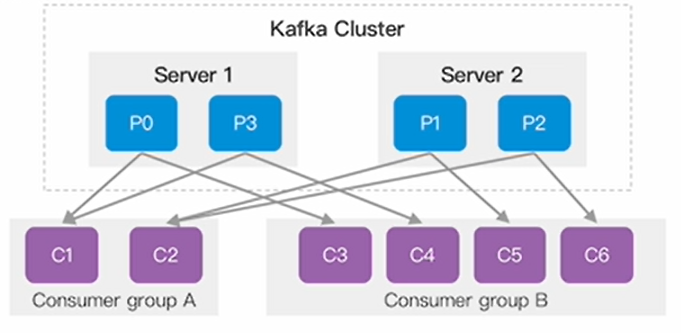 Kafka Cluster
Server 1
Server 2
P0
P3
P1
P2
C1
C2
C3
C4
C5
C6
Consumer group A
Consumer group B